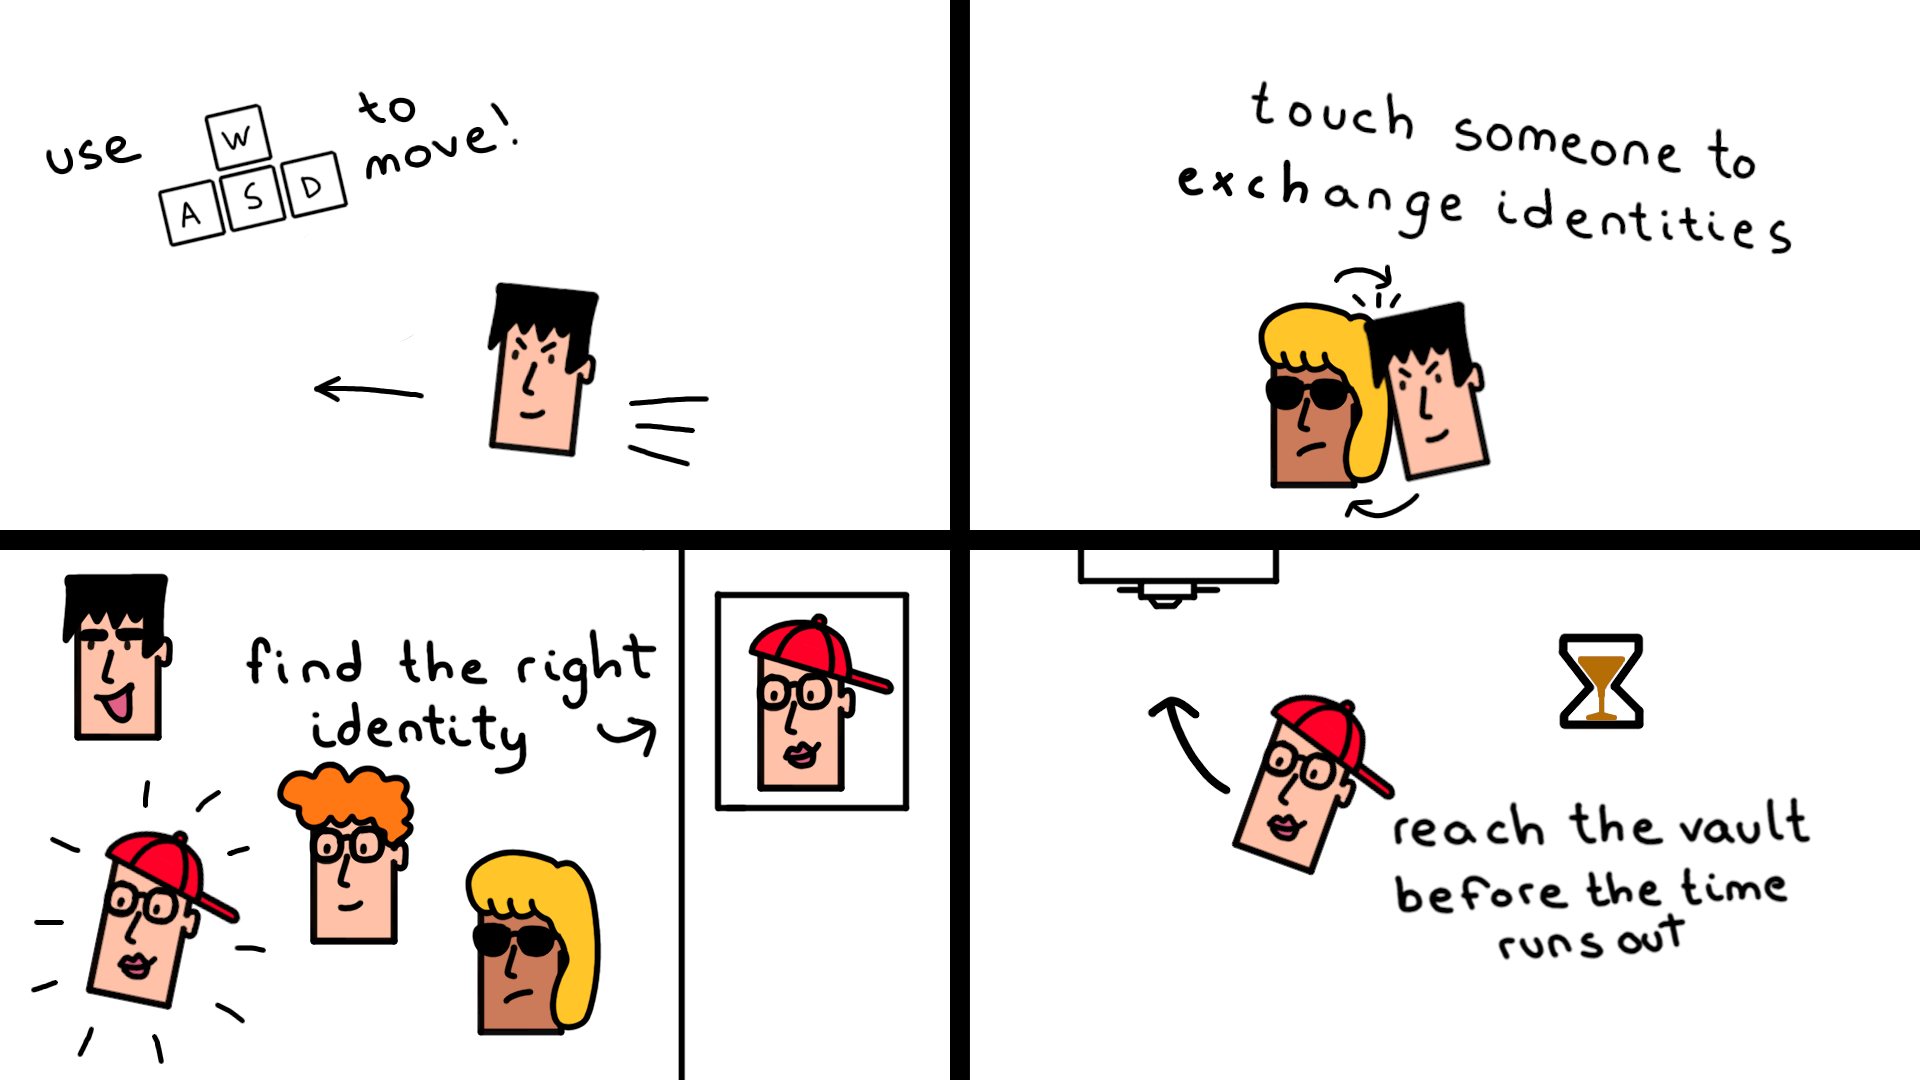 use W to
A S D move!
touch someone to
exchange identities
find the right
identity
reach the vault
before the time
runs out